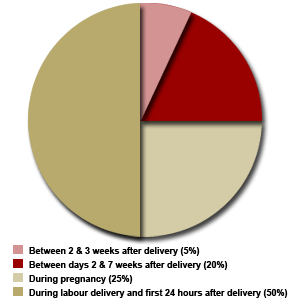 Between 2 & 3 weeks after delivery (5%)
Between days 2 & 7 weeks after delivery (20%)
During pregnancy (25%)
During labour delivery and first 24 hours after delivery (50%)